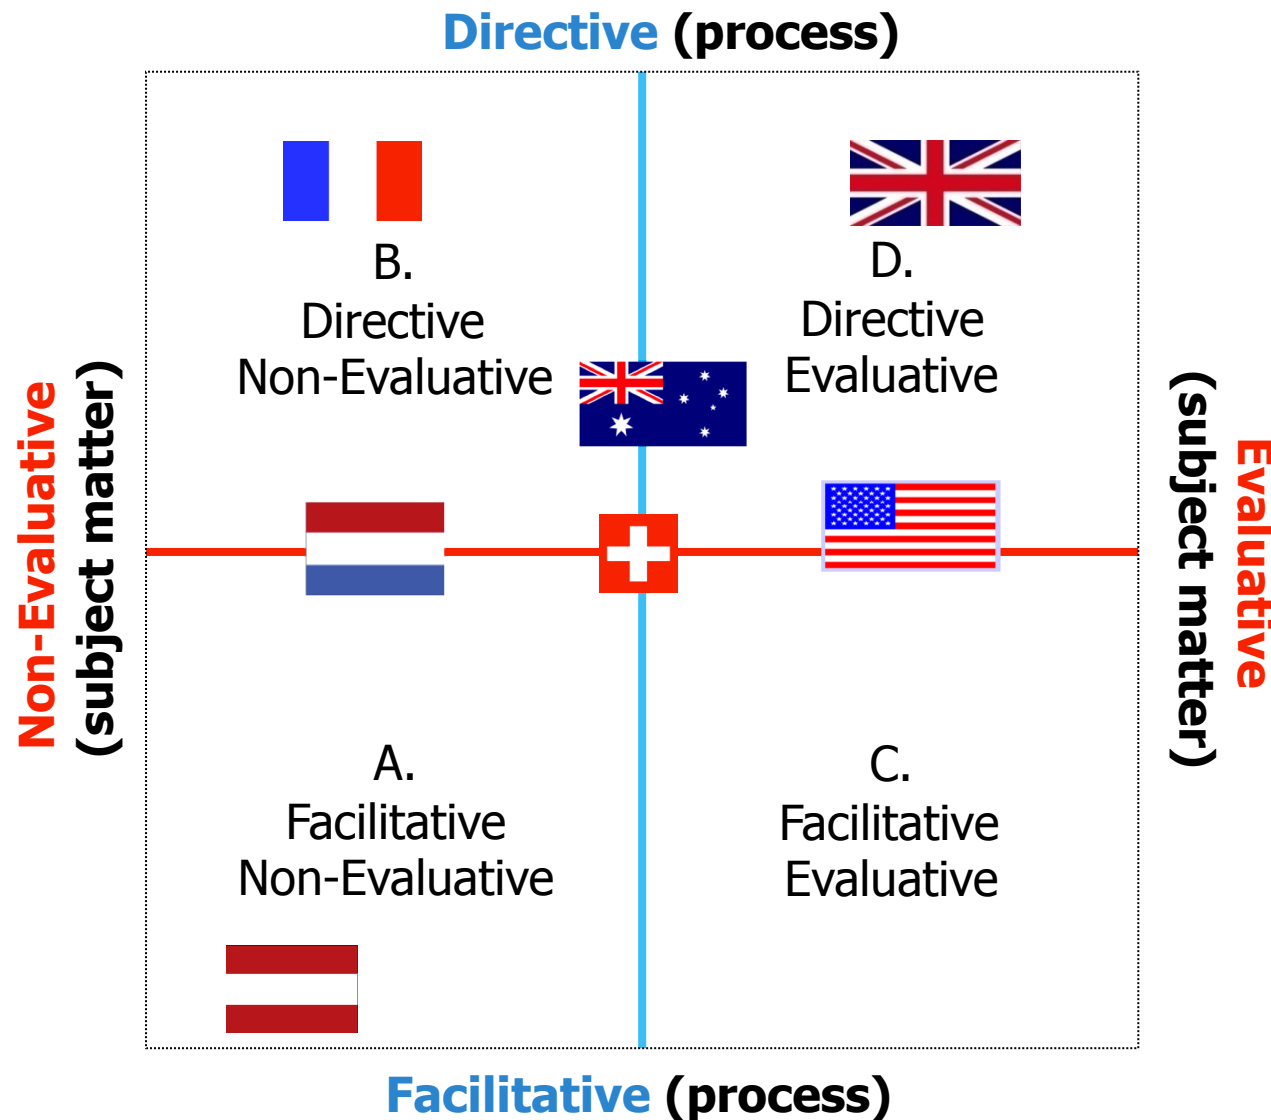 Directive (process)
B.
Directive
Non-Evaluative
D.
Directive
Evaluative
Non-Evaluative
(subject matter)
Evaluative
(subject matter)
A.
Facilitative
Non-Evaluative
C.
Facilitative
Evaluative
Facilitative (process)